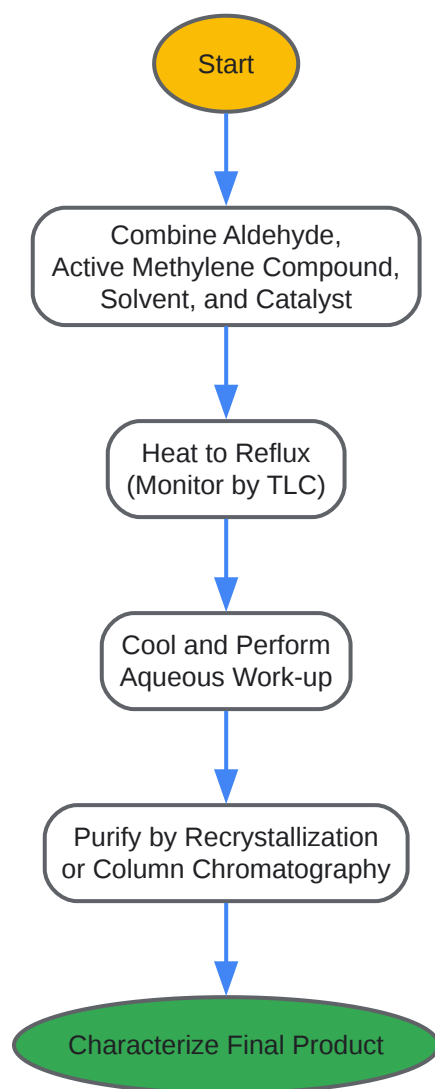 Start
Combine Aldehyde,
Active Methylene Compound,
Solvent, and Catalyst
Heat to Reflux
(Monitor by TLC)
Cool and Perform
Aqueous Work-up
Purify by Recrystallization
or Column Chromatography
Characterize Final Product